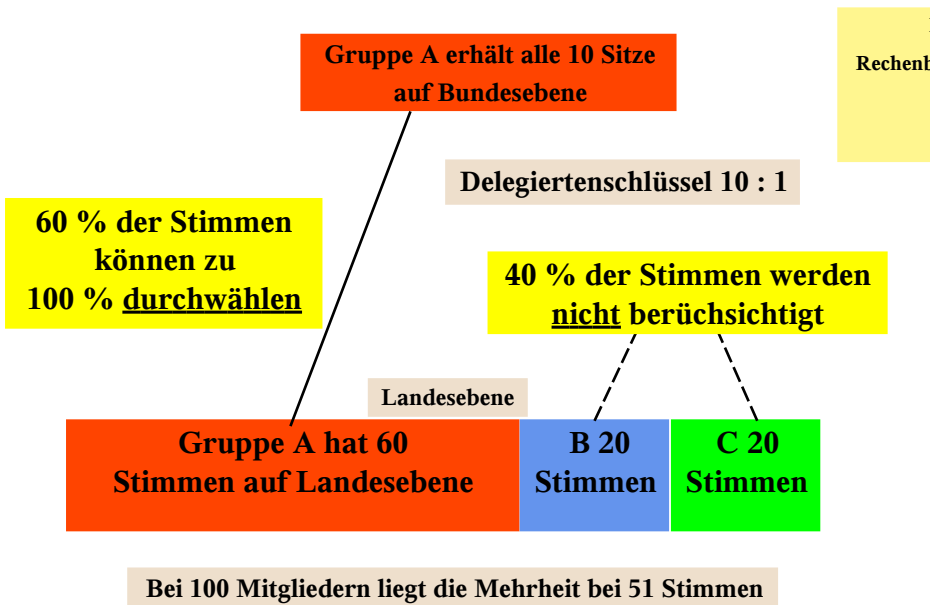 Gruppe A erhält alle 10 Sitze
auf Bundesebene
Delegiertenschlüssel 10 : 1
60 % der Stimmen
können zu
100 % durchwählen
40 % der Stimmen werden
nicht berüchsichtigt
Landesebene
Gruppe A hat 60
Stimmen auf Landesebene
B 20
Stimmen
C 20
Stimmen
Bei 100 Mitgliedern liegt die Mehrheit bei 51 Stimmen